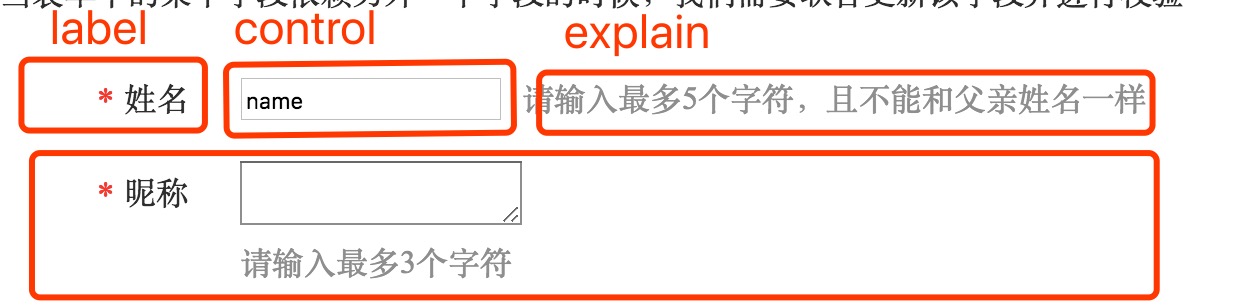 label control explain
* 姓名 name 请输入最多5个字符，且不能和父亲姓名一样
* 昵称
请输入最多3个字符